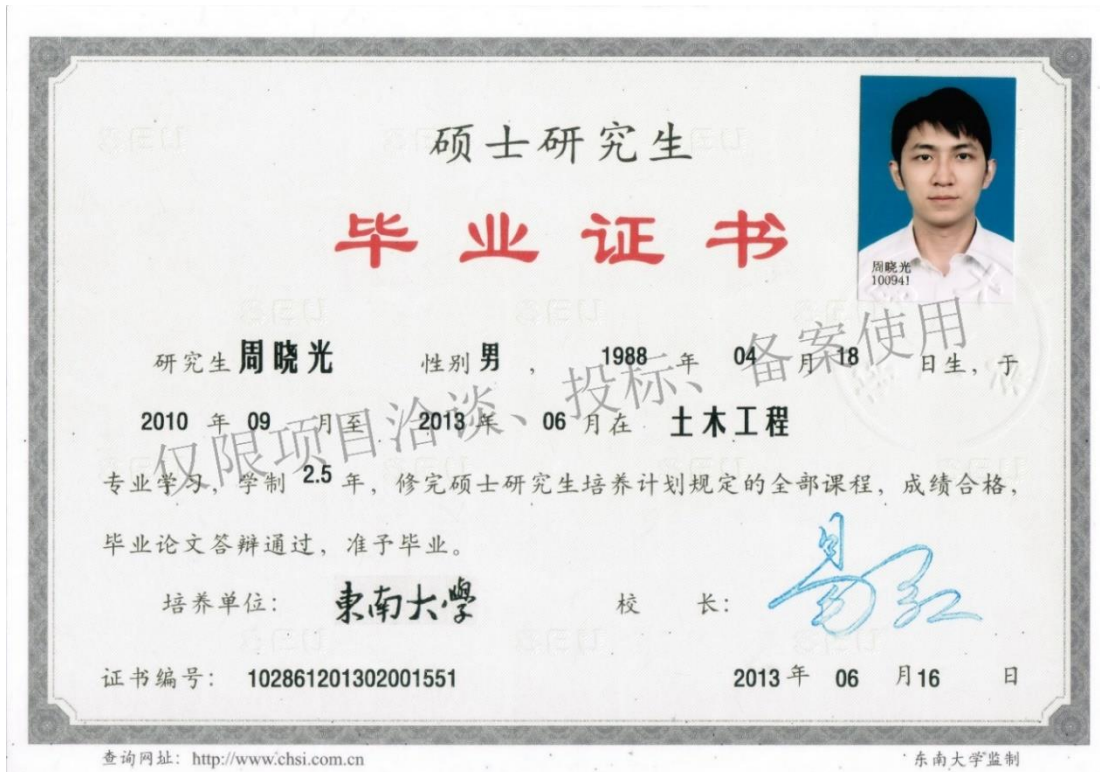 硕士研究生
毕业证书
周晓光
100941
研究生 周晓光 性别 男 ， 1988 年 04 月 18 日生，于
2010 年 09 月至 2013 年 06 月在 土木工程
专业学习，学制 2.5 年，修完硕士研究生培养计划规定的全部课程，成绩合格，
毕业论文答辩通过，准予毕业。
仅限项目洽谈、投标、备案使用
培养单位： 東南大學 校 长： 易红
证书编号： 102861201302001551 2013 年 06 月 16 日
查询网址：http://www.chsi.com.cn 东南大学监制